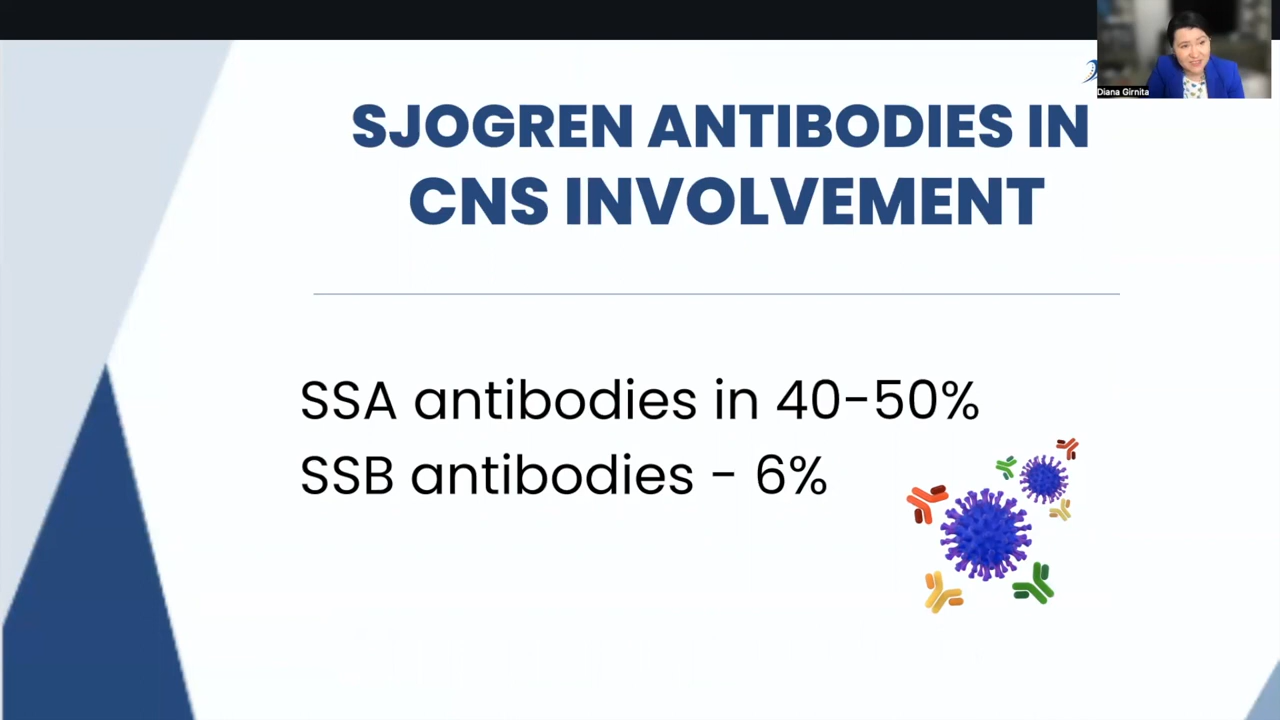 Diana Girnita
SJOGREN ANTIBODIES IN
CNS INVOLVEMENT
SSA antibodies in 40-50%
SSB antibodies - 6%